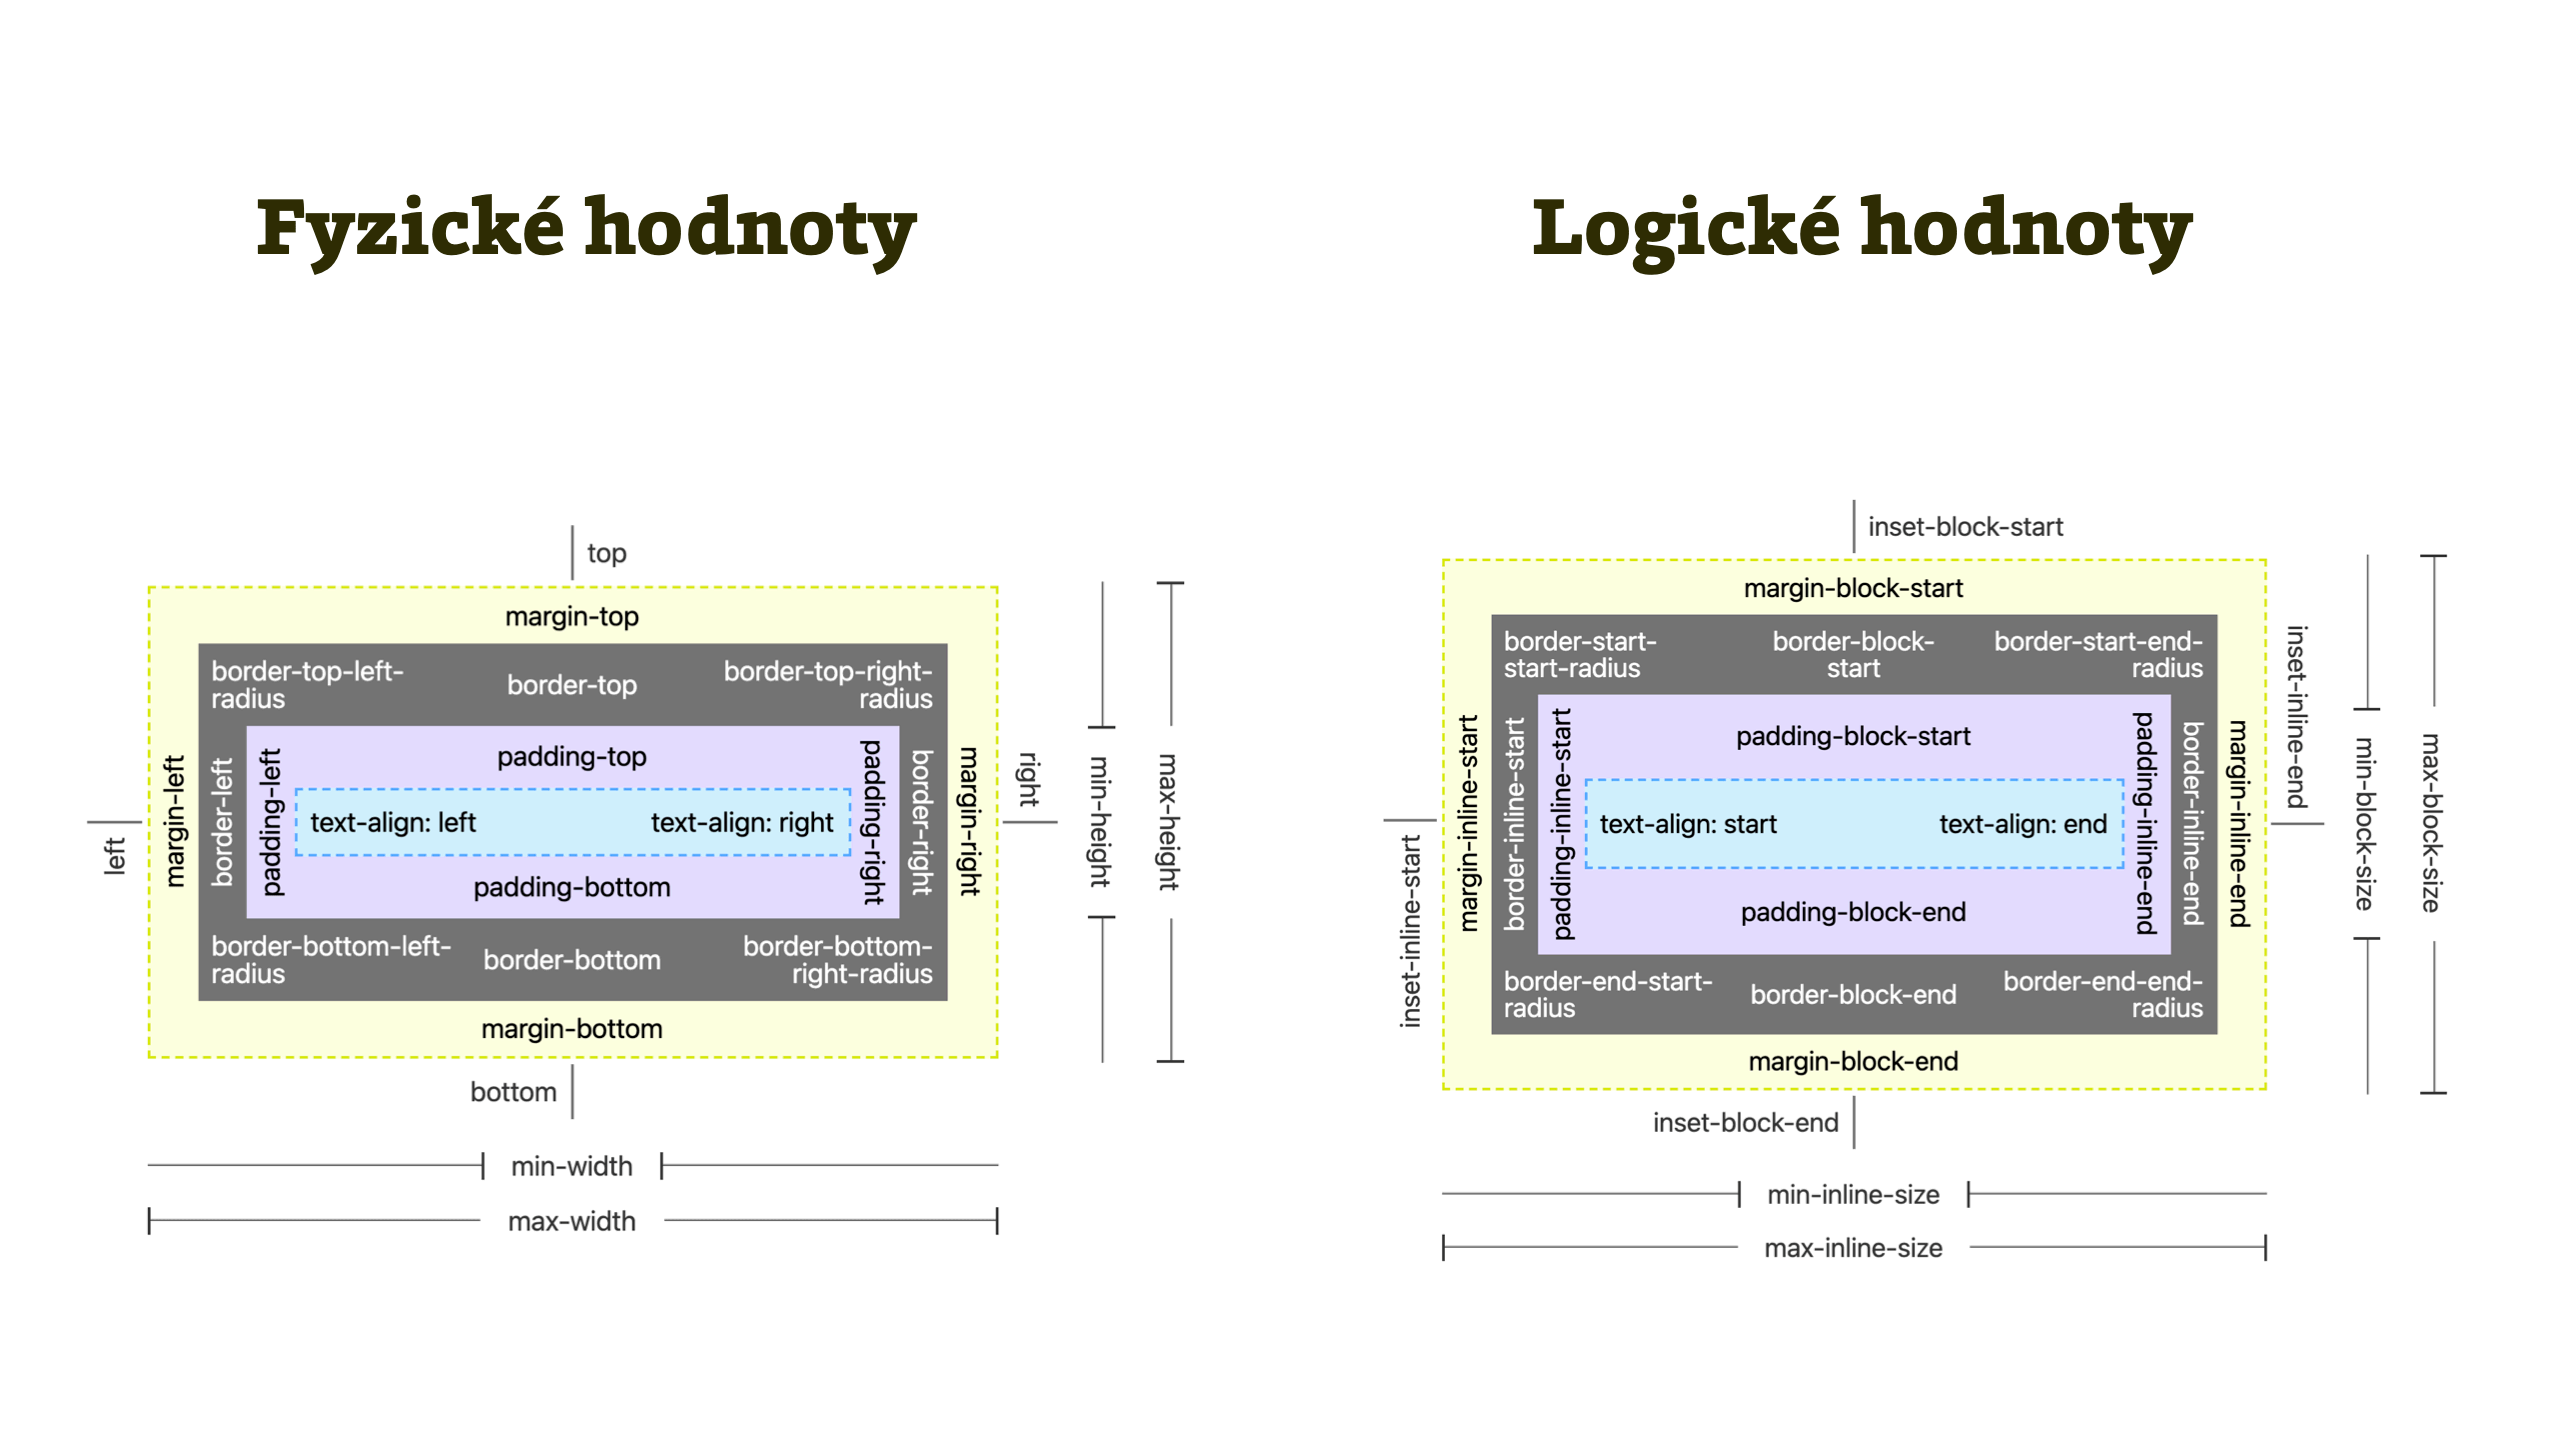 Fyzické hodnoty
top
margin-top
border-top-left-
radius
border-top
border-top-right-
radius
left
margin-left
border-left
padding-left
padding-top
text-align: left
text-align: right
padding-bottom
padding-right
border-right
margin-right
right
min-height
max-height
border-bottom-left-
radius
border-bottom
border-bottom-
right-radius
margin-bottom
bottom
min-width
max-width
Logické hodnoty
inset-block-start
margin-block-start
border-start-
start-radius
border-block-
start
border-start-end-
radius
inset-inline-start
margin-inline-start
border-inline-start
padding-inline-start
padding-block-start
text-align: start
text-align: end
padding-block-end
padding-inline-end
border-inline-end
margin-inline-end
inset-inline-end
min-block-size
max-block-size
border-end-start-
radius
border-block-end
border-end-end-
radius
margin-block-end
inset-block-end
min-inline-size
max-inline-size